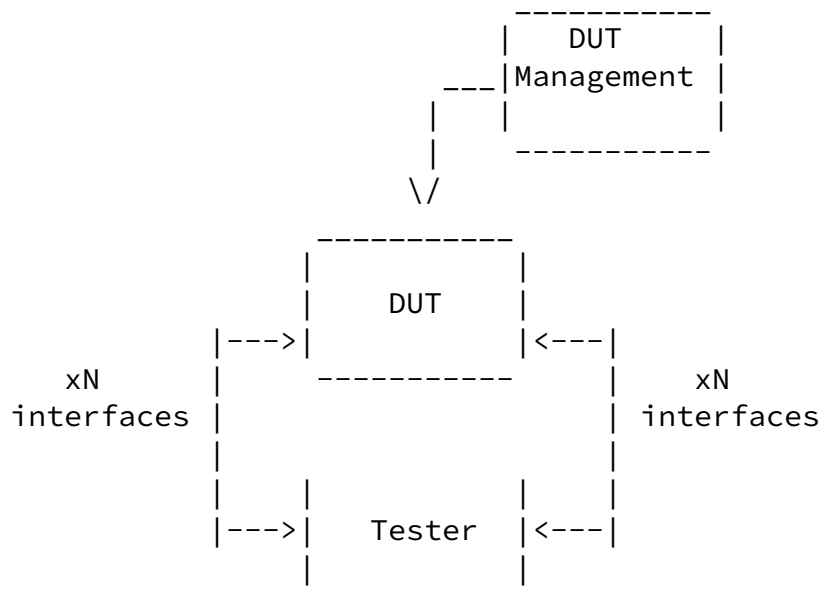 DUT
Management
DUT
xN xN
interfaces interfaces
Tester